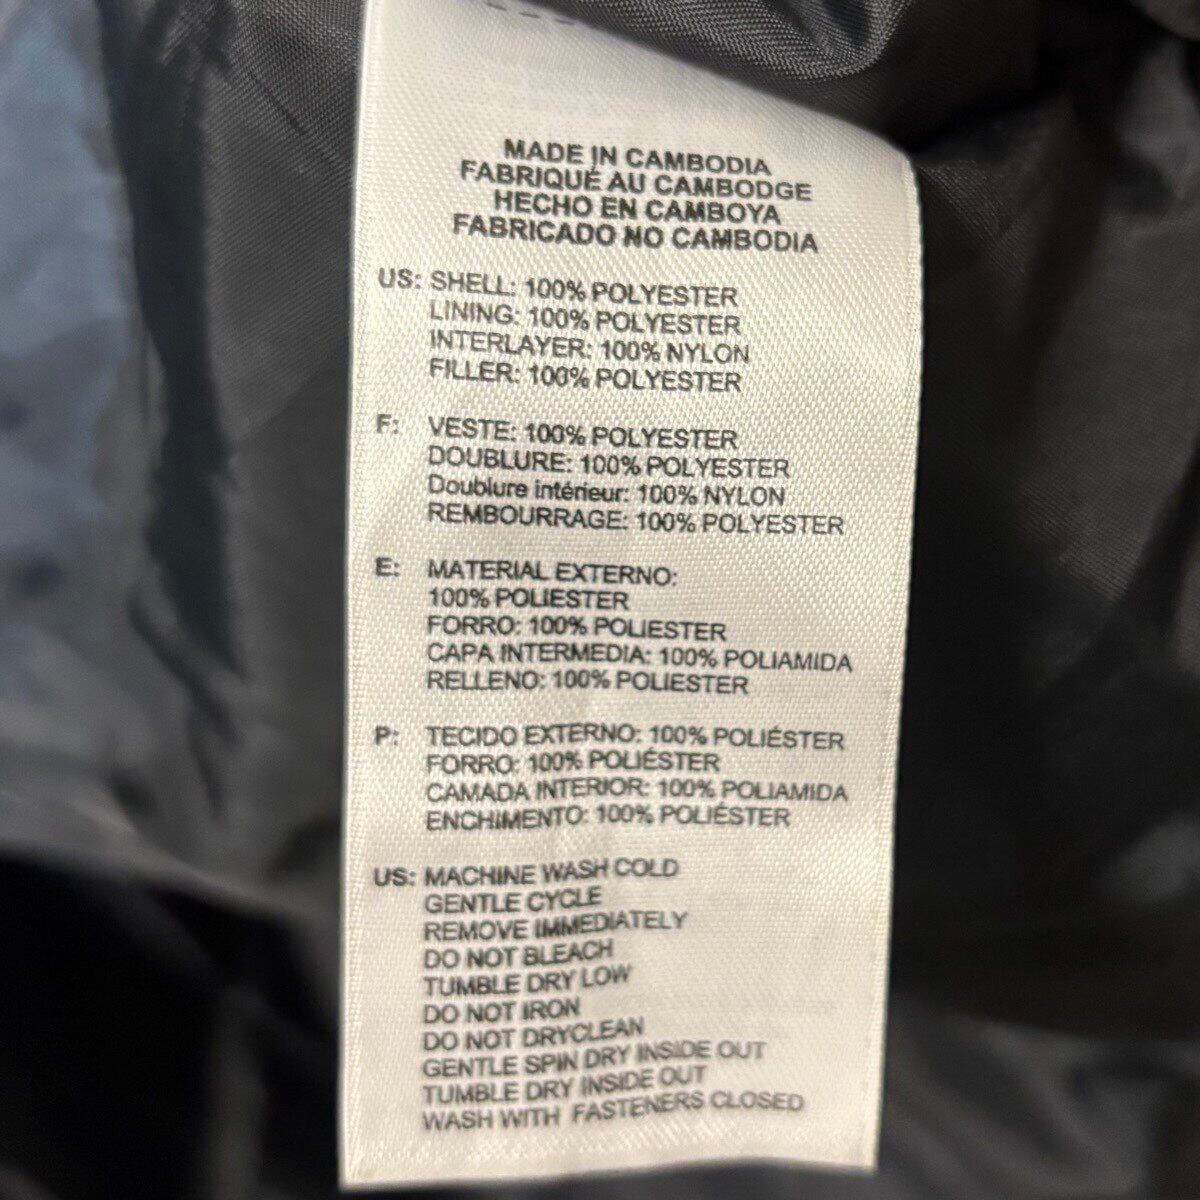 MADE IN CAMBODIA
FABRIQUÉ AU CAMBODGE
HECHO EN CAMBOYA
FABRICADO NO CAMBODIA
US: SHELL: 100% POLYESTER
LINING: 100% POLYESTER
INTERLAYER: 100% NYLON
FILLER: 100% POLYESTER
F: VESTE: 100% POLYESTER
DOUBLURE: 100% POLYESTER
Doublure intérieur: 100% NYLON
REMBOURRAGE: 100% POLYESTER
E: MATERIAL EXTERNO:
100% POLIESTER
FORRO: 100% POLIESTER
CAPA INTERMEDIA: 100% POLIAMIDA
RELLENO: 100% POLIESTER
P: TECIDO EXTERNO: 100% POLIÉSTER
FORRO: 100% POLIÉSTER
CAMADA INTERIOR: 100% POLIAMIDA
ENCHIMENTO: 100% POLIÉSTER
US: MACHINE WASH COLD
GENTLE CYCLE
REMOVE IMMEDIATELY
DO NOT BLEACH
TUMBLE DRY LOW
DO NOT IRON
DO NOT DRYCLEAN
GENTLE SPIN DRY INSIDE OUT
TUMBLE DRY INSIDE OUT
WASH WITH FASTENERS CLOSED